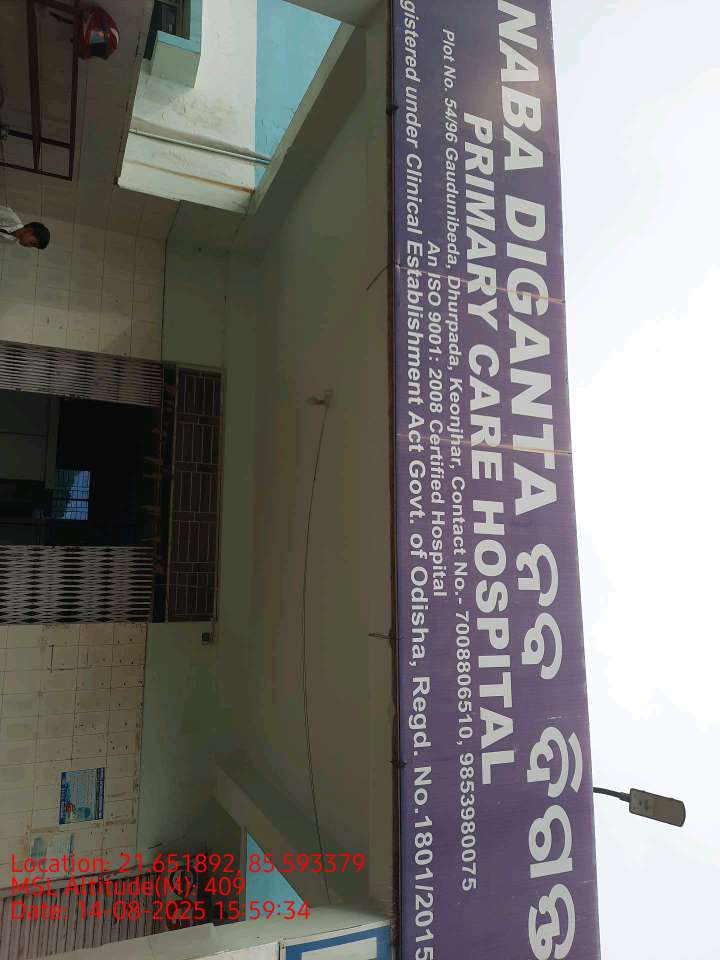 NABA DIGANTA ନବ ଦିଗନ୍ତ
PRIMARY CARE HOSPITAL
Plot No. 54/96 Gaudunibeda, Dhurpada, Keonjhar, Contact No.- 7008806510, 9853980075
An ISO 9001: 2008 Certified Hospital
gistered under Clinical Establishment Act Govt. of Odisha, Regd. No.1801/2015
Location: 21.651892, 85.593379
MSL Altitude(M): 409
Date: 14-08-2025 15:59:34